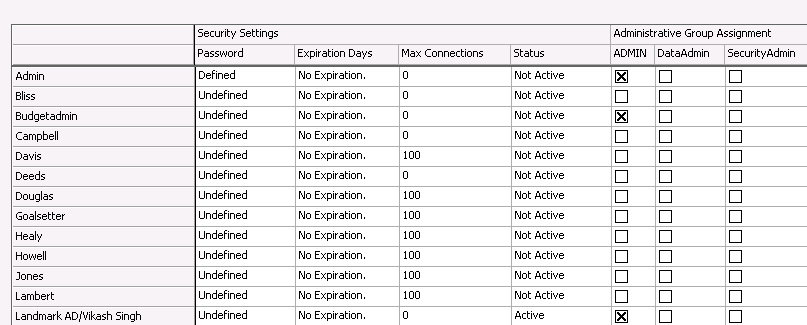 Security Settings Administrative Group Assignment
Password Expiration Days Max Connections Status ADMIN DataAdmin SecurityAdmin
Admin Defined No Expiration. 0 Not Active
Bliss Undefined No Expiration. 0 Not Active
Budgetadmin Undefined No Expiration. 0 Not Active
Campbell Undefined No Expiration. 0 Not Active
Davis Undefined No Expiration. 100 Not Active
Deeds Undefined No Expiration. 0 Not Active
Douglas Undefined No Expiration. 100 Not Active
Goalsetter Undefined No Expiration. 100 Not Active
Healy Undefined No Expiration. 100 Not Active
Howell Undefined No Expiration. 100 Not Active
Jones Undefined No Expiration. 100 Not Active
Lambert Undefined No Expiration. 100 Not Active
Landmark AD/Vikash Singh Undefined No Expiration. 0 Active